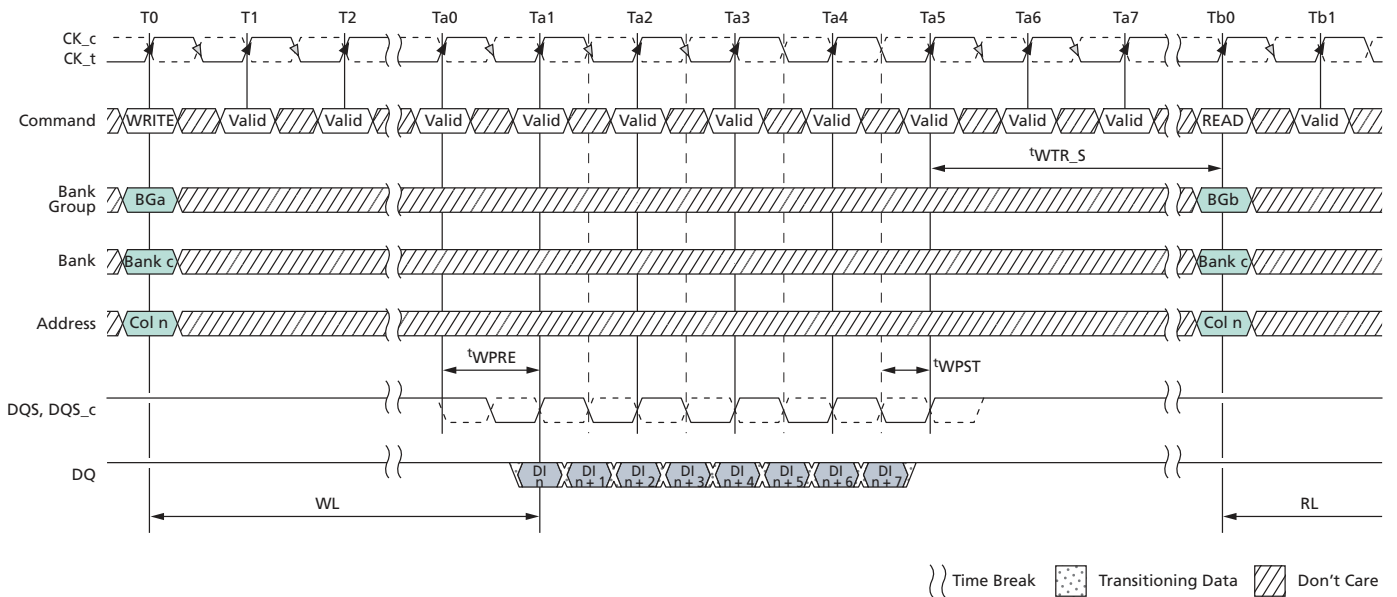 T0 T1 T2 Ta0 Ta1 Ta2 Ta3 Ta4 Ta5 Ta6 Ta7 Tb0 Tb1
CK_c
CK_t
Command WRITE Valid Valid Valid Valid Valid Valid Valid Valid Valid Valid READ Valid
tWTR_S
Bank
Group BGa BGb
Bank Bank c Bank c
Address Col n Col n
tWPRE tWPST
DQS, DQS_c
DQ DI n DI n + 1 DI n + 2 DI n + 3 DI n + 4 DI n + 5 DI n + 6 DI n + 7
WL RL
Time Break Transitioning Data Don't Care